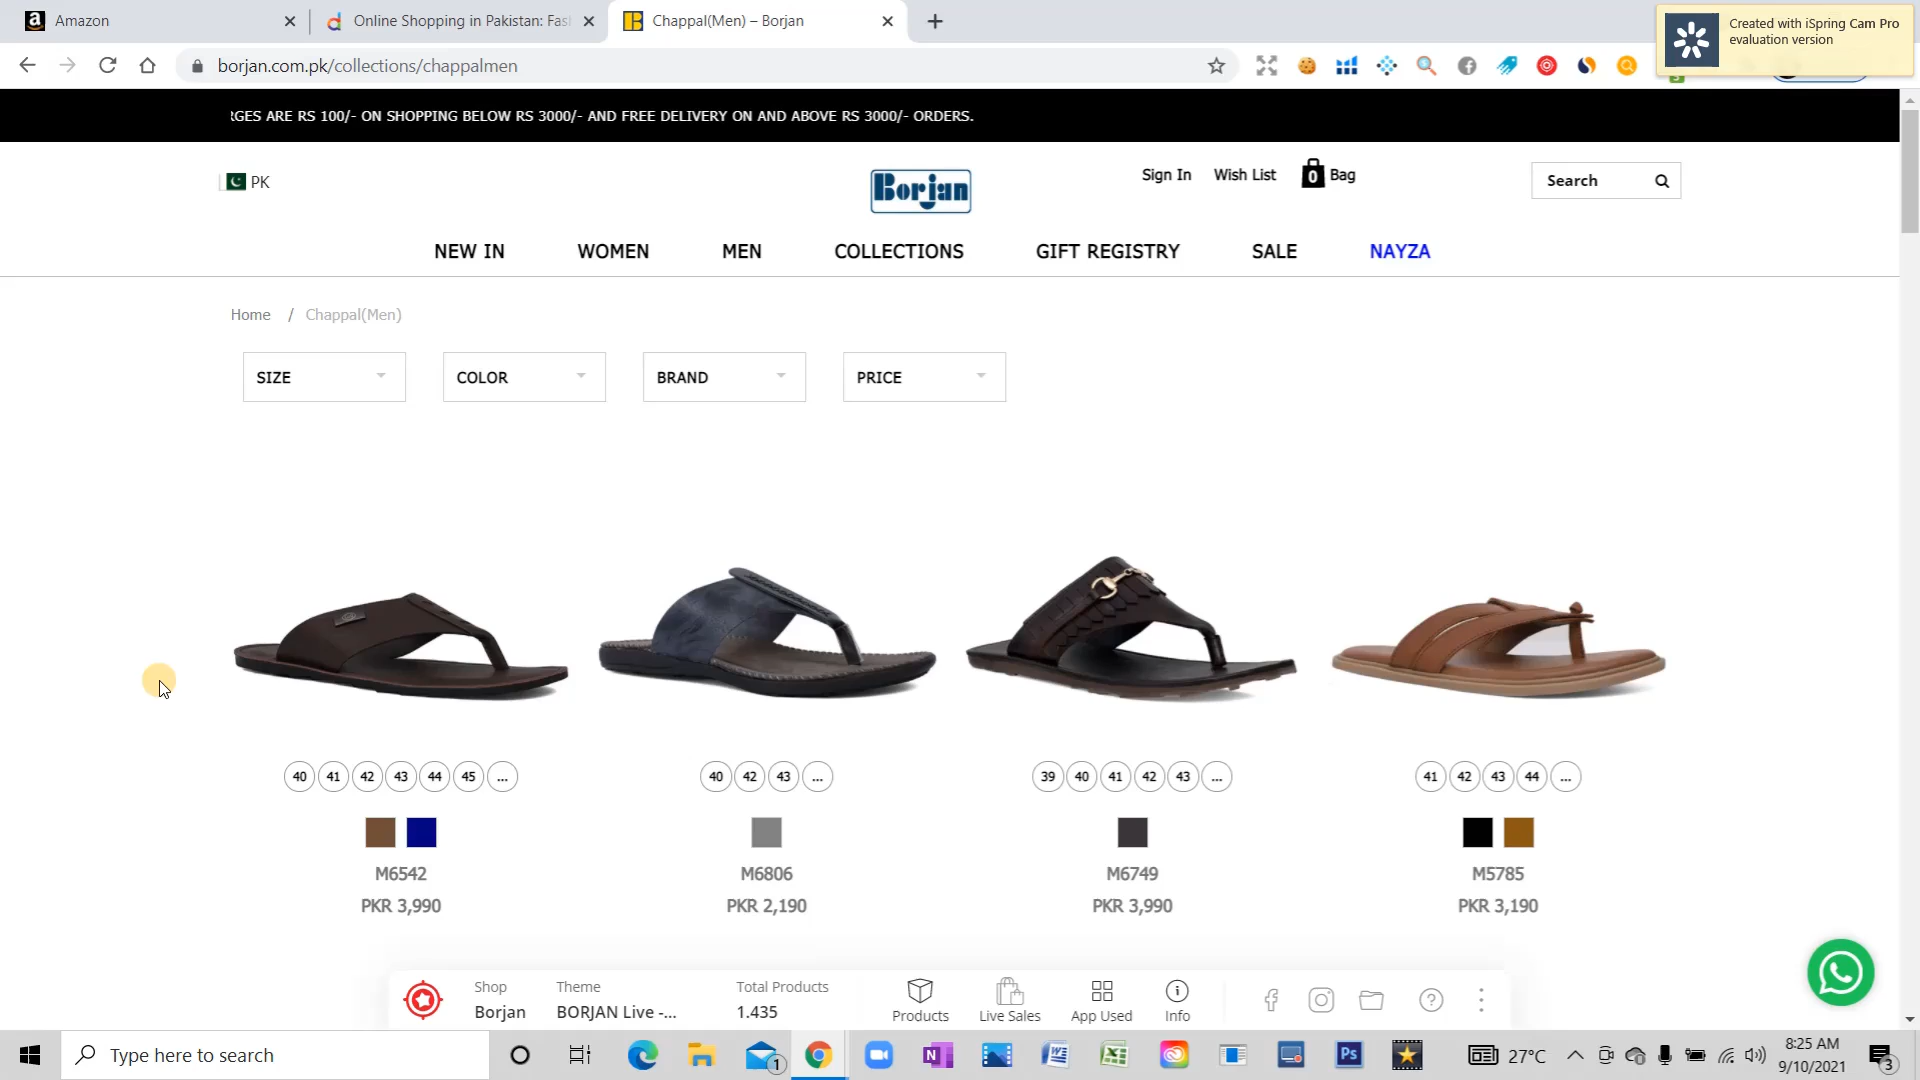 Amazon
Online Shopping in Pakistan: Fas
Chappal(Men) – Borjan
Created with iSpring Cam Pro
evaluation version
borjan.com.pk/collections/chappalmen
RGES ARE RS 100/- ON SHOPPING BELOW RS 3000/- AND FREE DELIVERY ON AND ABOVE RS 3000/- ORDERS.
PK
Borjan
Sign In
Wish List
0
Bag
Search
NEW IN
WOMEN
MEN
COLLECTIONS
GIFT REGISTRY
SALE
NAYZA
Home / Chappal(Men)
SIZE
COLOR
BRAND
PRICE
40 41 42 43 44 45 ...
40 42 43 ...
39 40 41 42 43 ...
41 42 43 44 ...
M6542
M6806
M6749
M5785
PKR 3,990
PKR 2,190
PKR 3,990
PKR 3,190
Shop
Theme
Total Products
Borjan
BORJAN Live -...
1.435
Products
Live Sales
App Used
Info
Type here to search
1
Ps
27°C
8:25 AM
9/10/2021
3